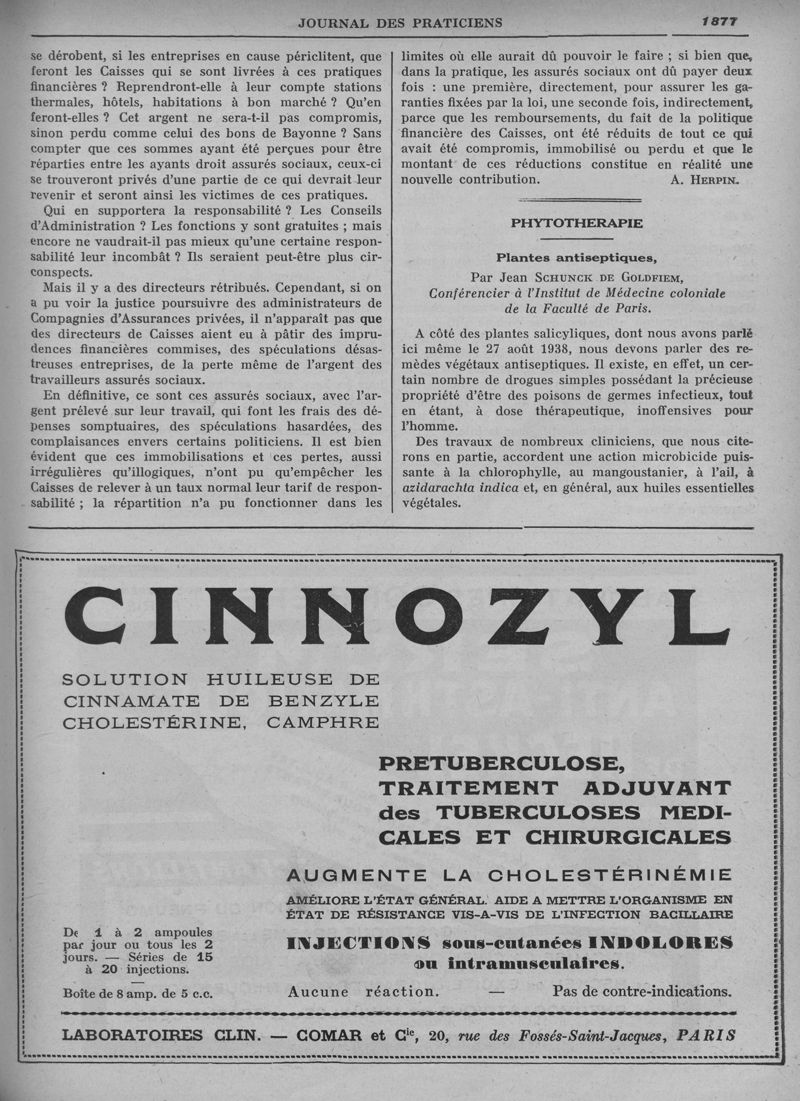 JOURNAL DES PRATICIENS
1877
se dérobent, si les entreprises en cause périclitent, que
feront les Caisses qui se sont livrées à ces pratiques
financières ? Reprendront-elle à leur compte stations
thermales, hôtels, habitations à bon marché ? Qu'en
feront-elles ? Cet argent ne sera-t-il pas compromis,
sinon perdu comme celui des bons de Bayonne ? Sans
compter que ces sommes ayant été perçues pour être
réparties entre les ayants droit assurés sociaux, ceux-ci
se trouveront privés d'une partie de ce qui devrait leur
revenir et seront ainsi les victimes de ces pratiques.
Qui en supportera la responsabilité ? Les Conseils
d'Administration ? Les fonctions y sont gratuites ; mais
encore ne vaudrait-il pas mieux qu'une certaine respon-
sabilité leur incombât ? Ils seraient peut-être plus cir-
conspects.
Mais il y a des directeurs rétribués. Cependant, si on
a pu voir la justice poursuivre des administrateurs de
Compagnies d'Assurances privées, il n'apparaît pas que
des directeurs de Caisses aient eu à pâtir des impru-
dences financières commises, des spéculations désas-
treuses entreprises, de la perte même de l'argent des
travailleurs assurés sociaux.
En définitive, ce sont ces assurés sociaux, avec l'ar-
gent prélevé sur leur travail, qui font les frais des dé-
penses somptuaires, des spéculations hasardées, des
complaisances envers certains politiciens. Il est bien
évident que ces immobilisations et ces pertes, aussi
irrégulières qu'illogiques, n'ont pu qu'empêcher les
Caisses de relever à un taux normal leur tarif de respon-
sabilité ; la répartition n'a pu fonctionner dans les
limites où elle aurait dû pouvoir le faire ; si bien que,
dans la pratique, les assurés sociaux ont dû payer deux
fois : une première, directement, pour assurer les ga-
ranties fixées par la loi, une seconde fois, indirectement,
parce que les remboursements, du fait de la politique
financière des Caisses, ont été réduits de tout ce qui
avait été compromis, immobilisé ou perdu et que le
montant de ces réductions constitue en réalité une
nouvelle contribution. A. HERPIN.
PHYTOTHERAPIE
Plantes antiseptiques,
Par Jean SCHUNCK DE GOLDFIEM,
Conférencier à l'Institut de Médecine coloniale
de la Faculté de Paris.
A côté des plantes salicyliques, dont nous avons parlé
ici même le 27 août 1938, nous devons parler des re-
mèdes végétaux antiseptiques. Il existe, en effet, un cer-
tain nombre de drogues simples possédant la précieuse
propriété d'être des poisons de germes infectieux, tout
en étant, à dose thérapeutique, inoffensives pour
l'homme.
Des travaux de nombreux cliniciens, que nous cite-
rons en partie, accordent une action microbicide puis-
sante à la chlorophylle, au mangoustanier, à l'ail, à
azidarachta indica et, en général, aux huiles essentielles
végétales.
CINNOZYL
SOLUTION HUILEUSE DE
CINNAMATE DE BENZYLE
CHOLESTÉRINE, CAMPHRE
PRETUBERCULOSE,
TRAITEMENT ADJUVANT
des TUBERCULOSES MEDI-
CALES ET CHIRURGICALES
AUGMENTE LA CHOLESTÉRINÉMIE
AMÉLIORE L'ÉTAT GÉNÉRAL. AIDE A METTRE L'ORGANISME EN
ÉTAT DE RÉSISTANCE VIS-A-VIS DE L'INFECTION BACILLAIRE
De 1 à 2 ampoules
par jour ou tous les 2
jours. — Séries de 15
à 20 injections.
Boîte de 8 amp. de 5 c.c.
INJECTIONS sous-cutanées INDOLORES
ou intramusculaires.
Aucune réaction. — Pas de contre-indications.
LABORATOIRES CLIN. — COMAR et Cie, 20, rue des Fossés-Saint-Jacques, PARIS